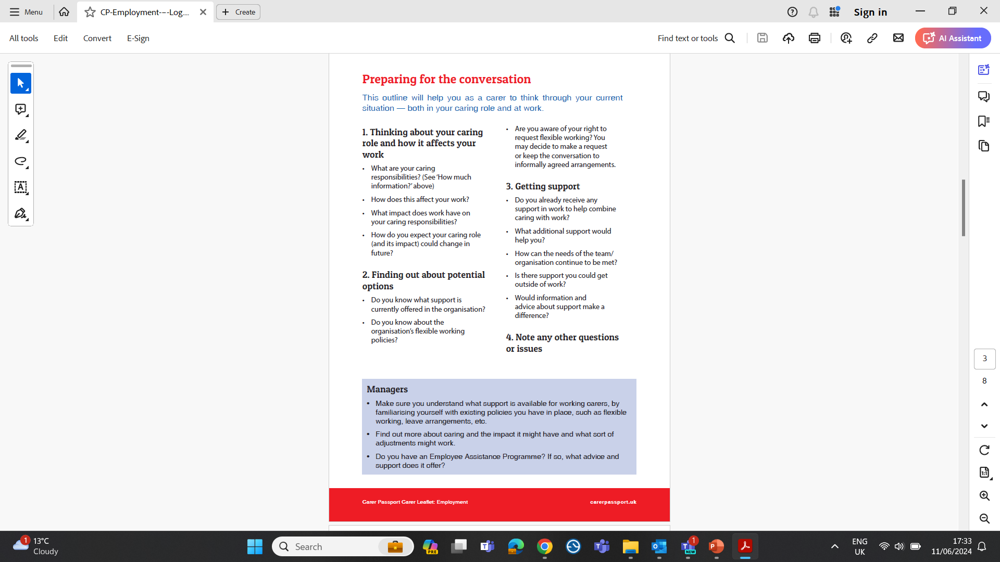 Menu
CP-Employment-–-Log....
Create
Sign in
All tools
Edit
Convert
E-Sign
Find text or tools
AI Assistant
Preparing for the conversation
This outline will help you as a carer to think through your current
situation — both in your caring role and at work.
1. Thinking about your caring
role and how it affects your
work
• What are your caring
responsibilities? (See ‘How much
information?’ above)
• How does this affect your work?
• What impact does work have on
your caring responsibilities?
• How do you expect your caring role
(and its impact) could change in
future?
2. Finding out about potential
options
• Do you know what support is
currently offered in the organisation?
• Do you know about the
organisation’s flexible working
policies?
• Are you aware of your right to
request flexible working? You
may decide to make a request
or keep the conversation to
informally agreed arrangements.
3. Getting support
• Do you already receive any
support in work to help combine
caring with work?
• What additional support would
help you?
• How can the needs of the team/
organisation continue to be met?
• Is there support you could get
outside of work?
• Would information and
advice about support make a
difference?
4. Note any other questions
or issues
Managers
• Make sure you understand what support is available for working carers, by
familiarising yourself with existing policies you have in place, such as flexible
working, leave arrangements, etc.
• Find out more about caring and the impact it might have and what sort of
adjustments might work.
• Do you have an Employee Assistance Programme? If so, what advice and
support does it offer?
Carer Passport Carer Leaflet: Employment
carerpassport.uk
3
8
1:1
1
13°C
Cloudy
Search
PRE
1
NEW
ENG
UK
17:33
11/06/2024